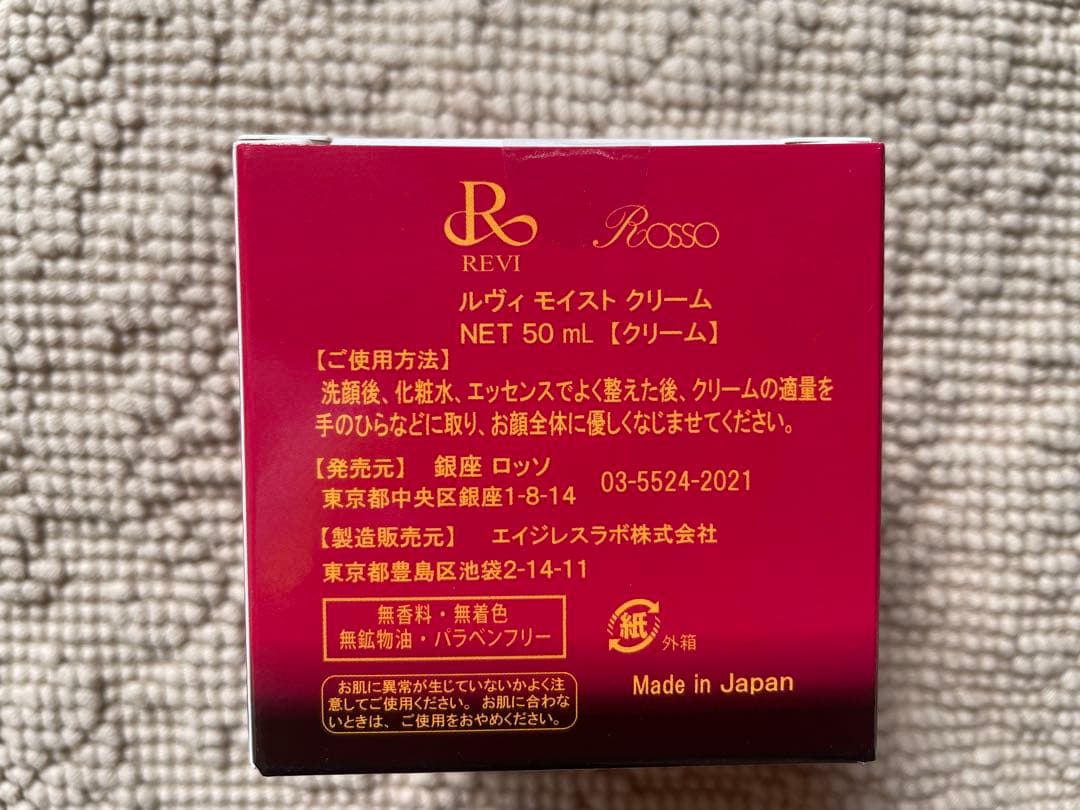 R
REVI
Rosso
ルヴィ モイスト クリーム
NET 50 mL【クリーム】
【ご使用方法】
洗顔後、化粧水、エッセンスでよく整えた後、クリームの適量を
手のひらなどに取り、お顔全体に優しくなじませてください。
【発売元】 銀座 ロッソ
東京都中央区銀座1-8-14 03-5524-2021
【製造販売元】 エイジレスラボ株式会社
東京都豊島区池袋2-14-11
無香料・無着色
無鉱物油・パラベンフリー
紙 外箱
お肌に異常が生じていないかよく注
意してご使用ください。お肌に合わな
いときは、ご使用をおやめください。
Made in Japan